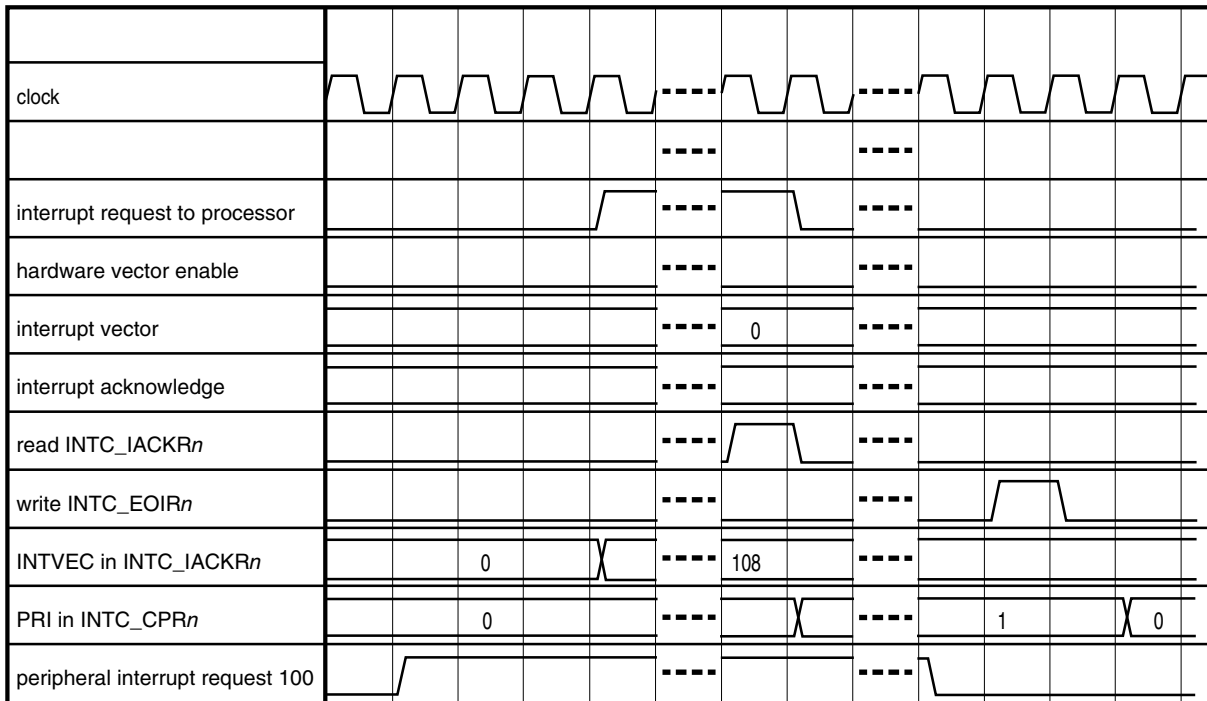 clock
interrupt request to processor
hardware vector enable
interrupt vector
0
interrupt acknowledge
read INTC_IACKRn
write INTC_EOIRn
INTVEC in INTC_IACKRn
0
108
PRI in INTC_CPRn
0
1
0
peripheral interrupt request 100